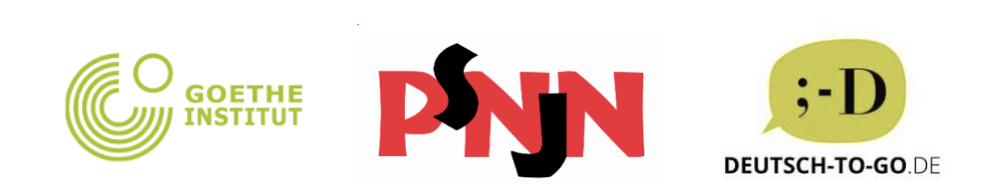 GOETHE
INSTITUT
PSNJN
;-D
DEUTSCH-TO-GO.DE